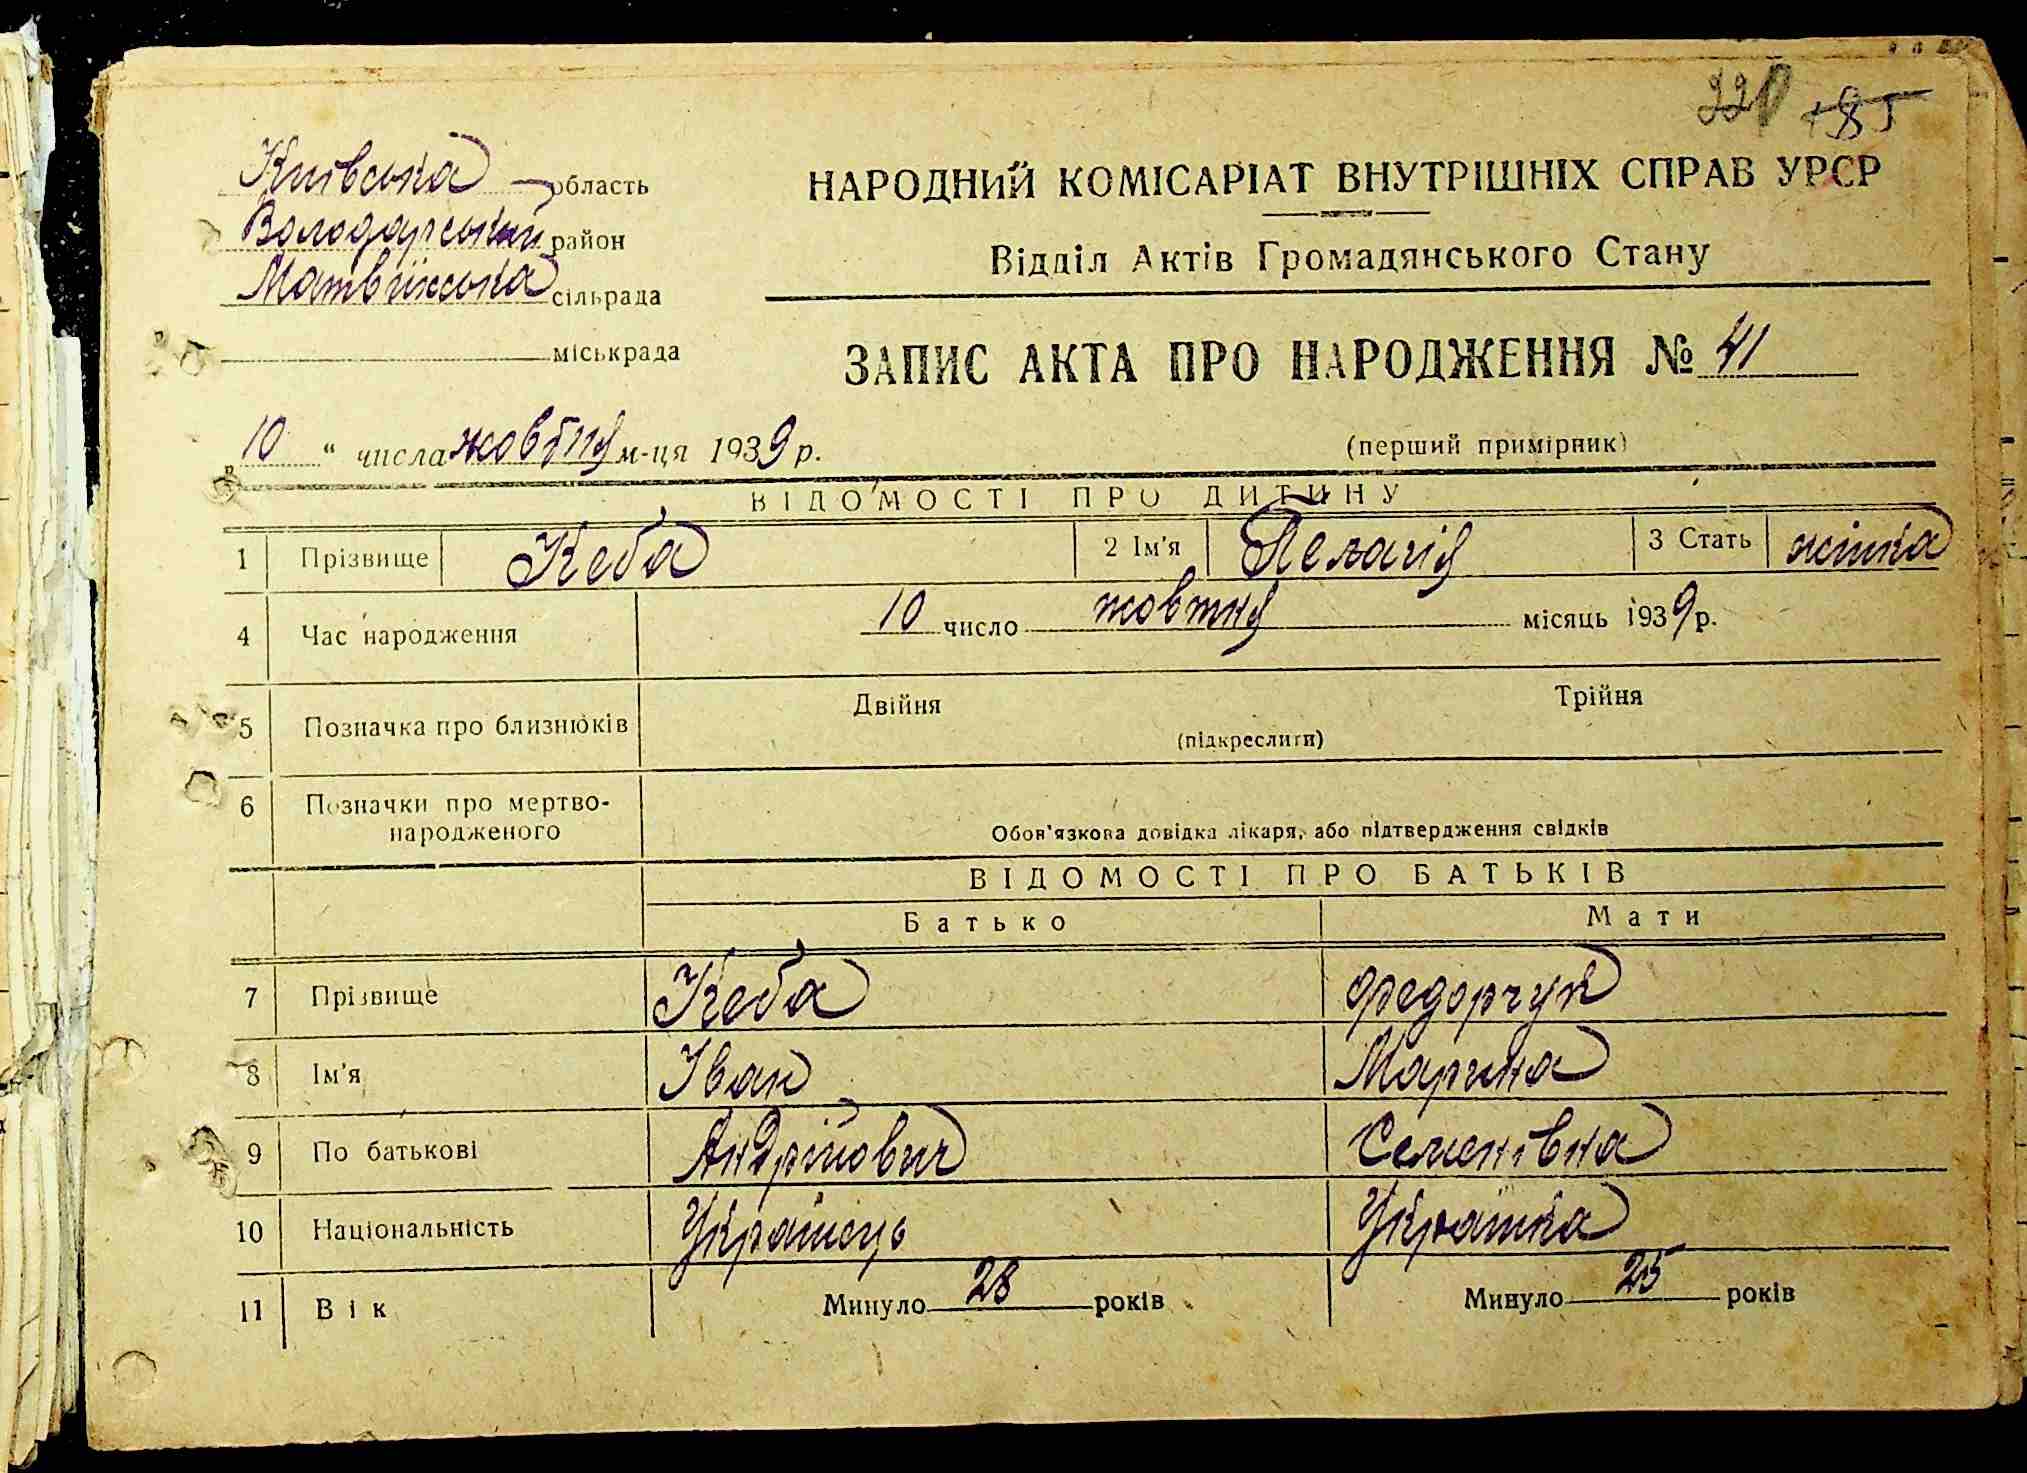 220 185
Київська область
Володарський район
Матвіїнська сільрада
міськрада
НАРОДНИЙ КОМІСАРІАТ ВНУТРІШНІХ СПРАВ УРСР
Відділ Актів Громадянського Стану
ЗАПИС АКТА ПРО НАРОДЖЕННЯ № 41
10 " числа жовтня м-ця 1939 р.
(перший примірник)
ВІДОМОСТІ ПРО ДИТИНУ
1 Прізвище Кеба 2 Ім'я Пелагія 3 Стать жінка
4 Час народження 10 число жовтня місяць 1939 р.
5 Позначка про близнюків Двійня Трійня
(підкреслити)
6 Позначки про мертво-
народженого Обов'язкова довідка лікаря, або підтвердження свідків
ВІДОМОСТІ ПРО БАТЬКІВ
Батько Мати
7 Прізвище Кеба Федорчук
8 Ім'я Іван Марина
9 По батькові Андрійович Семенівна
10 Національність Українець Українка
11 Вік Минуло 28 років Минуло 25 років